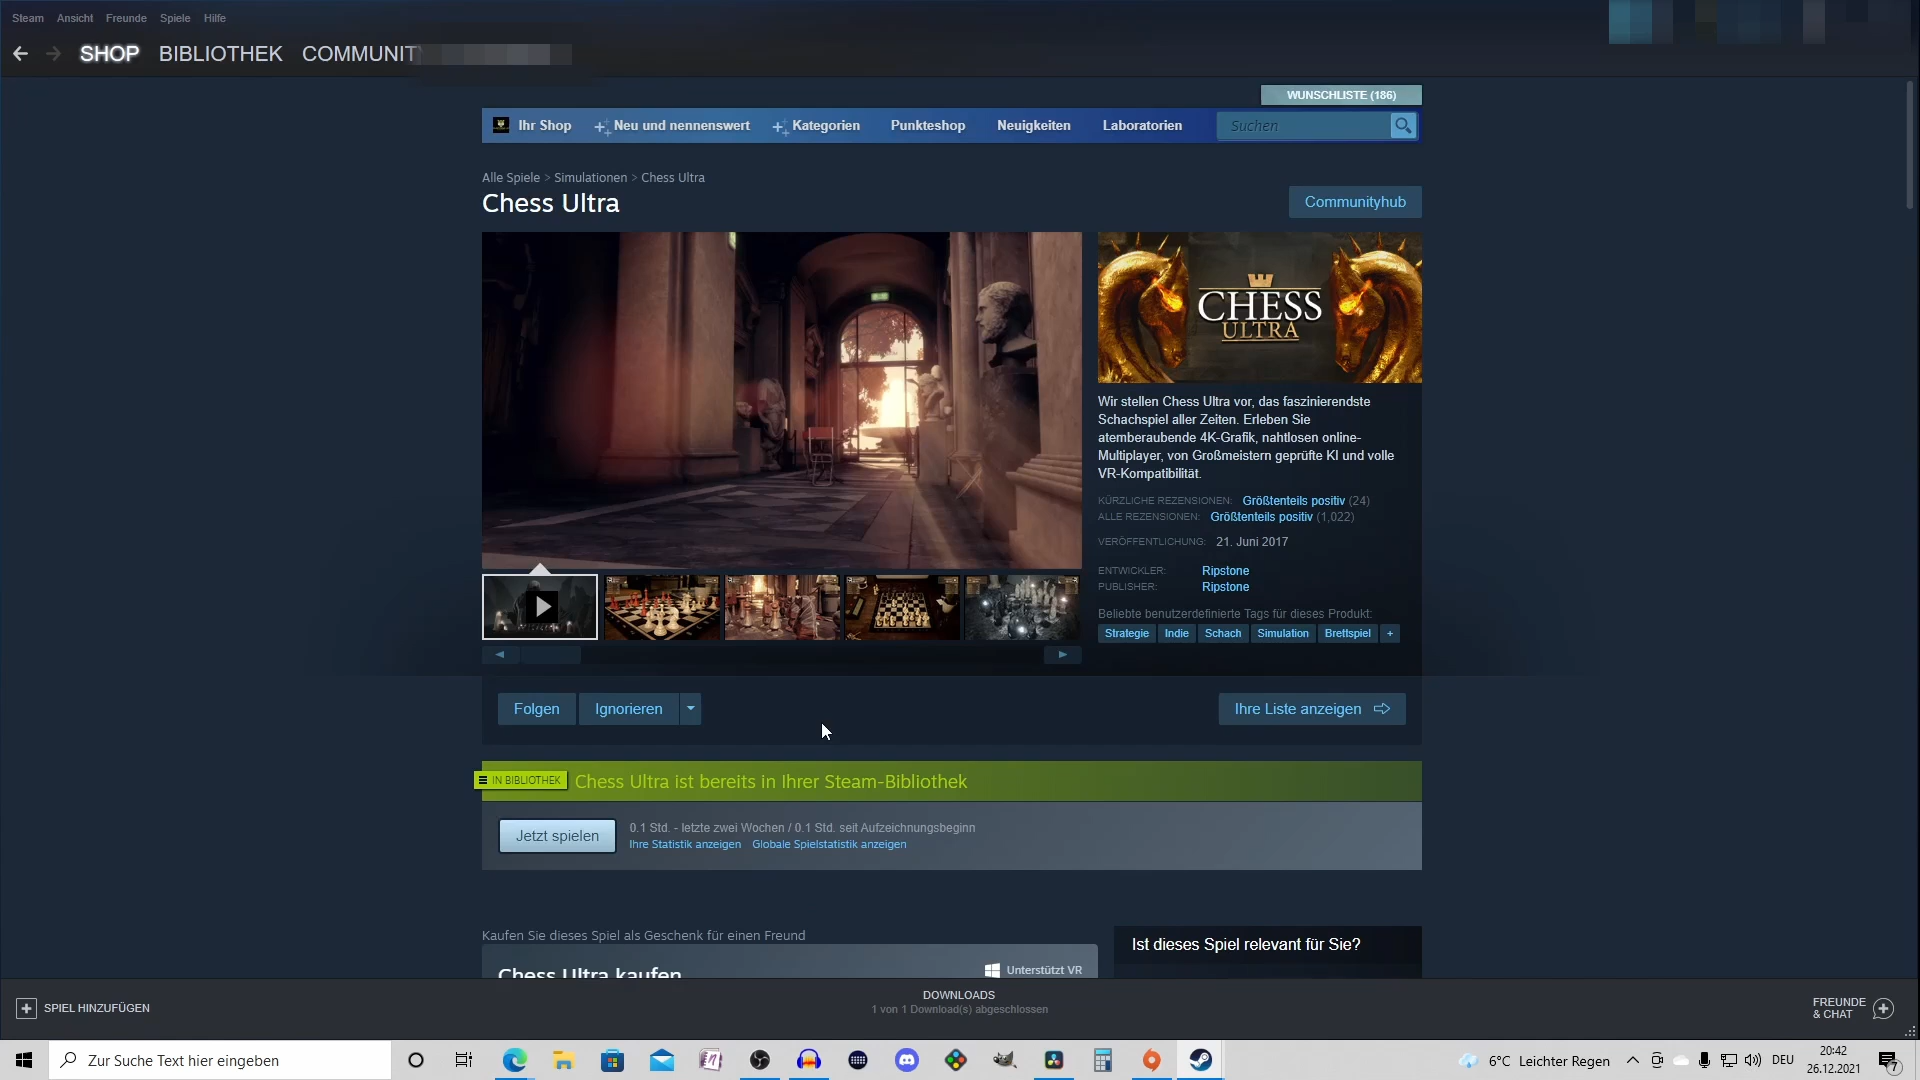 Steam Ansicht Freunde Spiele Hilfe
SHOP BIBLIOTHEK COMMUNITY
WUNSCHLISTE (186)
Ihr Shop Neu und nennenswert Kategorien Punkteshop Neuigkeiten Laboratorien Suchen
Alle Spiele > Simulationen > Chess Ultra
Chess Ultra
Communityhub
CHESS
ULTRA
Wir stellen Chess Ultra vor, das faszinierendste
Schachspiel aller Zeiten. Erleben Sie
atemberaubende 4K-Grafik, nahtlosen online-
Multiplayer, von Großmeistern geprüfte KI und volle
VR-Kompatibilität.
KÜRZLICHE REZENSIONEN: Größtenteils positiv (24)
ALLE REZENSIONEN: Größtenteils positiv (1,022)
VERÖFFENTLICHUNG: 21. Juni 2017
ENTWICKLER: Ripstone
PUBLISHER: Ripstone
Beliebte benutzerdefinierte Tags für dieses Produkt:
Strategie Indie Schach Simulation Brettspiel +
Folgen Ignorieren Ihre Liste anzeigen
IN BIBLIOTHEK Chess Ultra ist bereits in Ihrer Steam-Bibliothek
Jetzt spielen
0.1 Std. - letzte zwei Wochen / 0.1 Std. seit Aufzeichnungsbeginn
Ihre Statistik anzeigen Globale Spielstatistik anzeigen
Kaufen Sie dieses Spiel als Geschenk für einen Freund
Chess Ultra kaufen
Unterstützt VR
Ist dieses Spiel relevant für Sie?
SPIEL HINZUFÜGEN
DOWNLOADS
1 von 1 Download(s) abgeschlossen
FREUNDE
& CHAT
Zur Suche Text hier eingeben
6°C Leichter Regen
DEU
20:42
26.12.2021
7